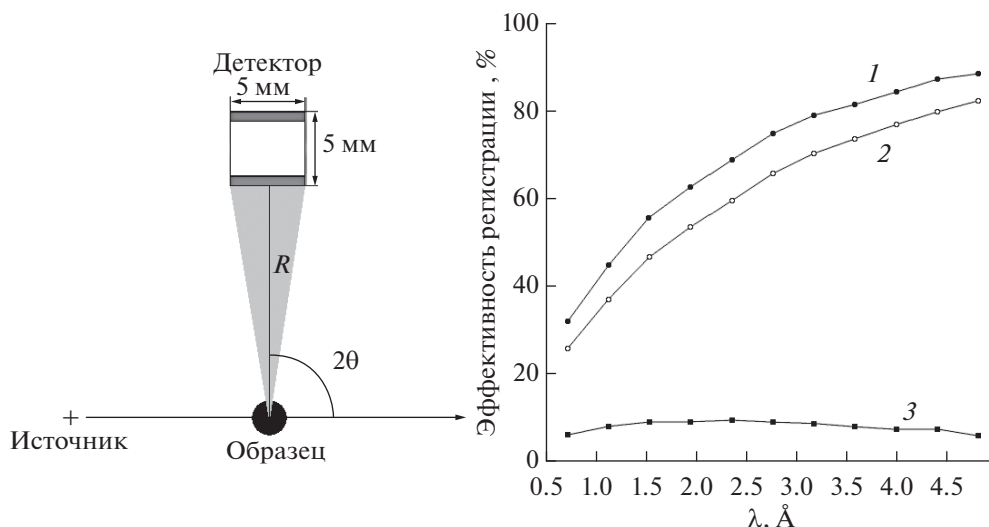 Детектор
5 мм
5 мм
R
2θ
+
Источник
Образец
Эффективность регистрации , %
100
80
60
40
20
0
1
2
3
0.5 1.0 1.5 2.0 2.5 3.0 3.5 4.0 4.5
λ, Å